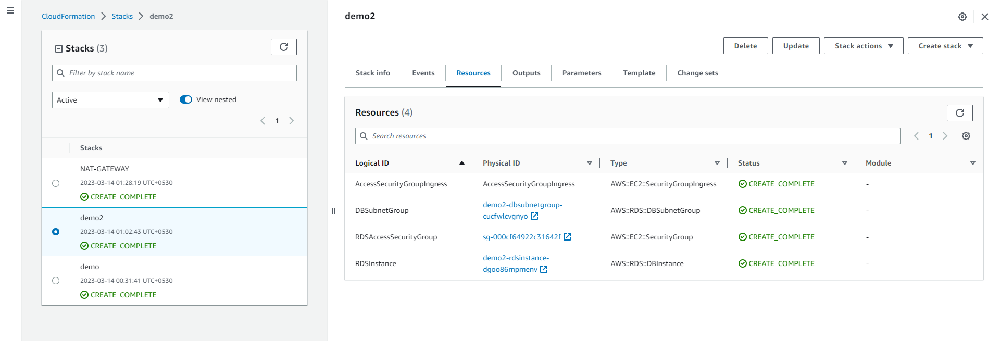 CloudFormation Stacks demo2
Stacks (3)
Filter by stack name
Active View nested
1
Stacks
NAT-GATEWAY
2023-03-14 01:28:19 UTC+0530
CREATE_COMPLETE
demo2
2023-03-14 01:02:43 UTC+0530
CREATE_COMPLETE
demo
2023-03-14 00:31:41 UTC+0530
CREATE_COMPLETE
demo2
Delete Update Stack actions Create stack
Stack info Events Resources Outputs Parameters Template Change sets
Resources (4)
Search resources 1
Logical ID Physical ID Type Status Module
AccessSecurityGroupIngress AccessSecurityGroupIngress AWS::EC2::SecurityGroupIngress CREATE_COMPLETE -
DBSubnetGroup demo2-dbsubnetgroup-
cucfwlcvgnyo AWS::RDS::DBSubnetGroup CREATE_COMPLETE -
RDSAccessSecurityGroup sg-000cf64922c31642f AWS::EC2::SecurityGroup CREATE_COMPLETE -
RDSInstance demo2-rdsinstance-
dgoo86mpmenv AWS::RDS::DBInstance CREATE_COMPLETE -